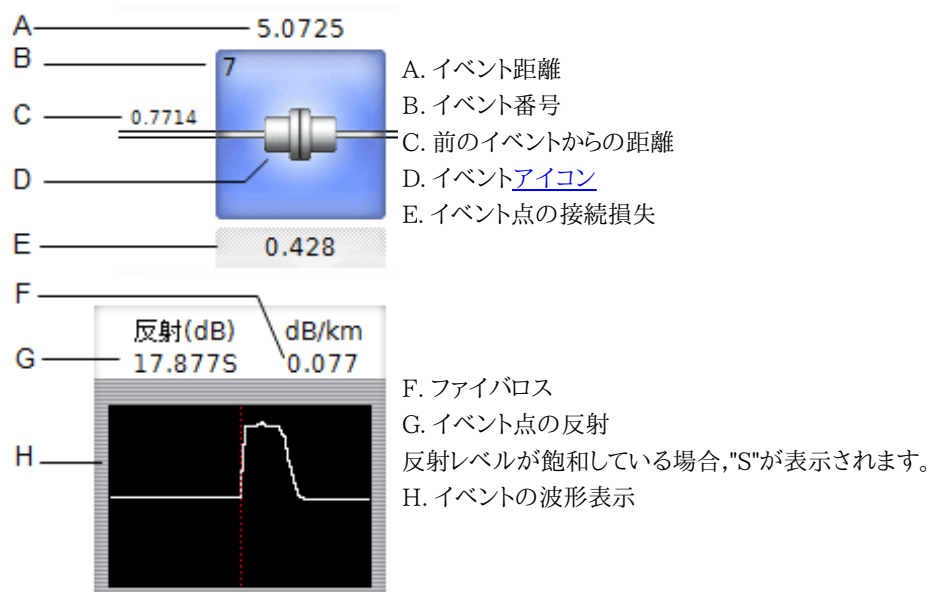 A
5.0725
B
7
C
0.7714
D
E
0.428
A. イベント距離
B. イベント番号
C. 前のイベントからの距離
D. イベントアイコン
E. イベント点の接続損失
F
反射(dB) dB/km
G
17.877S 0.077
H
F. ファイバロス
G. イベント点の反射
反射レベルが飽和している場合,"S"が表示されます。
H. イベントの波形表示